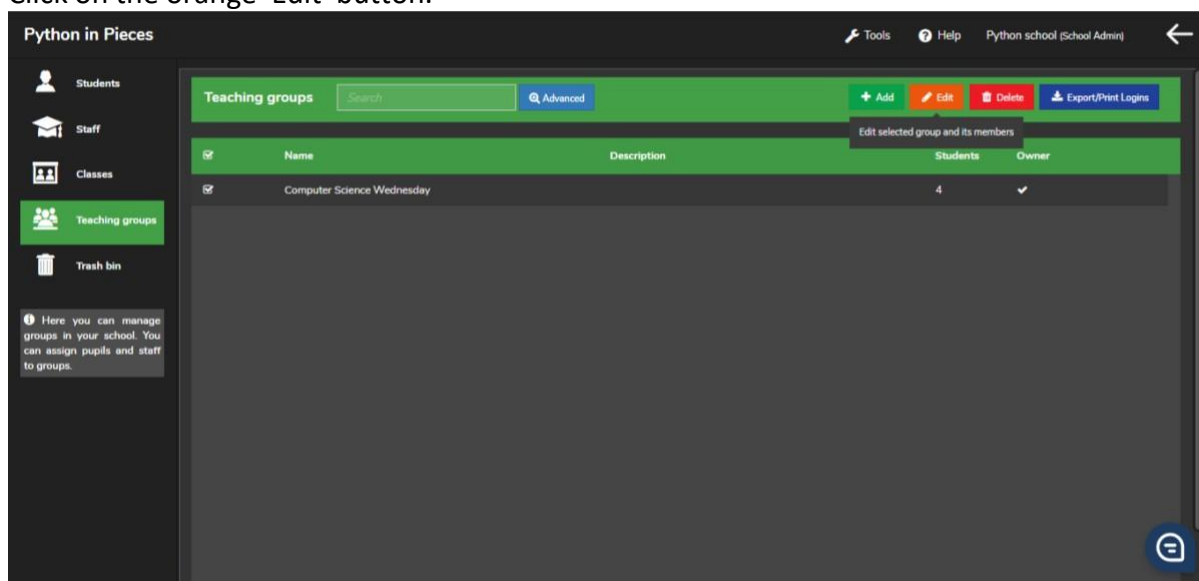 Click on the orange 'Edit' button.
Python in Pieces
Tools Help Python school (School Admin)
Students
Staff
Classes
Teaching groups
Trash bin
Here you can manage
groups in your school. You
can assign pupils and staff
to groups.
Teaching groups Search Advanced + Add Edit Delete Export/Print Logins
Edit selected group and its members
Name Description Students Owner
Computer Science Wednesday 4